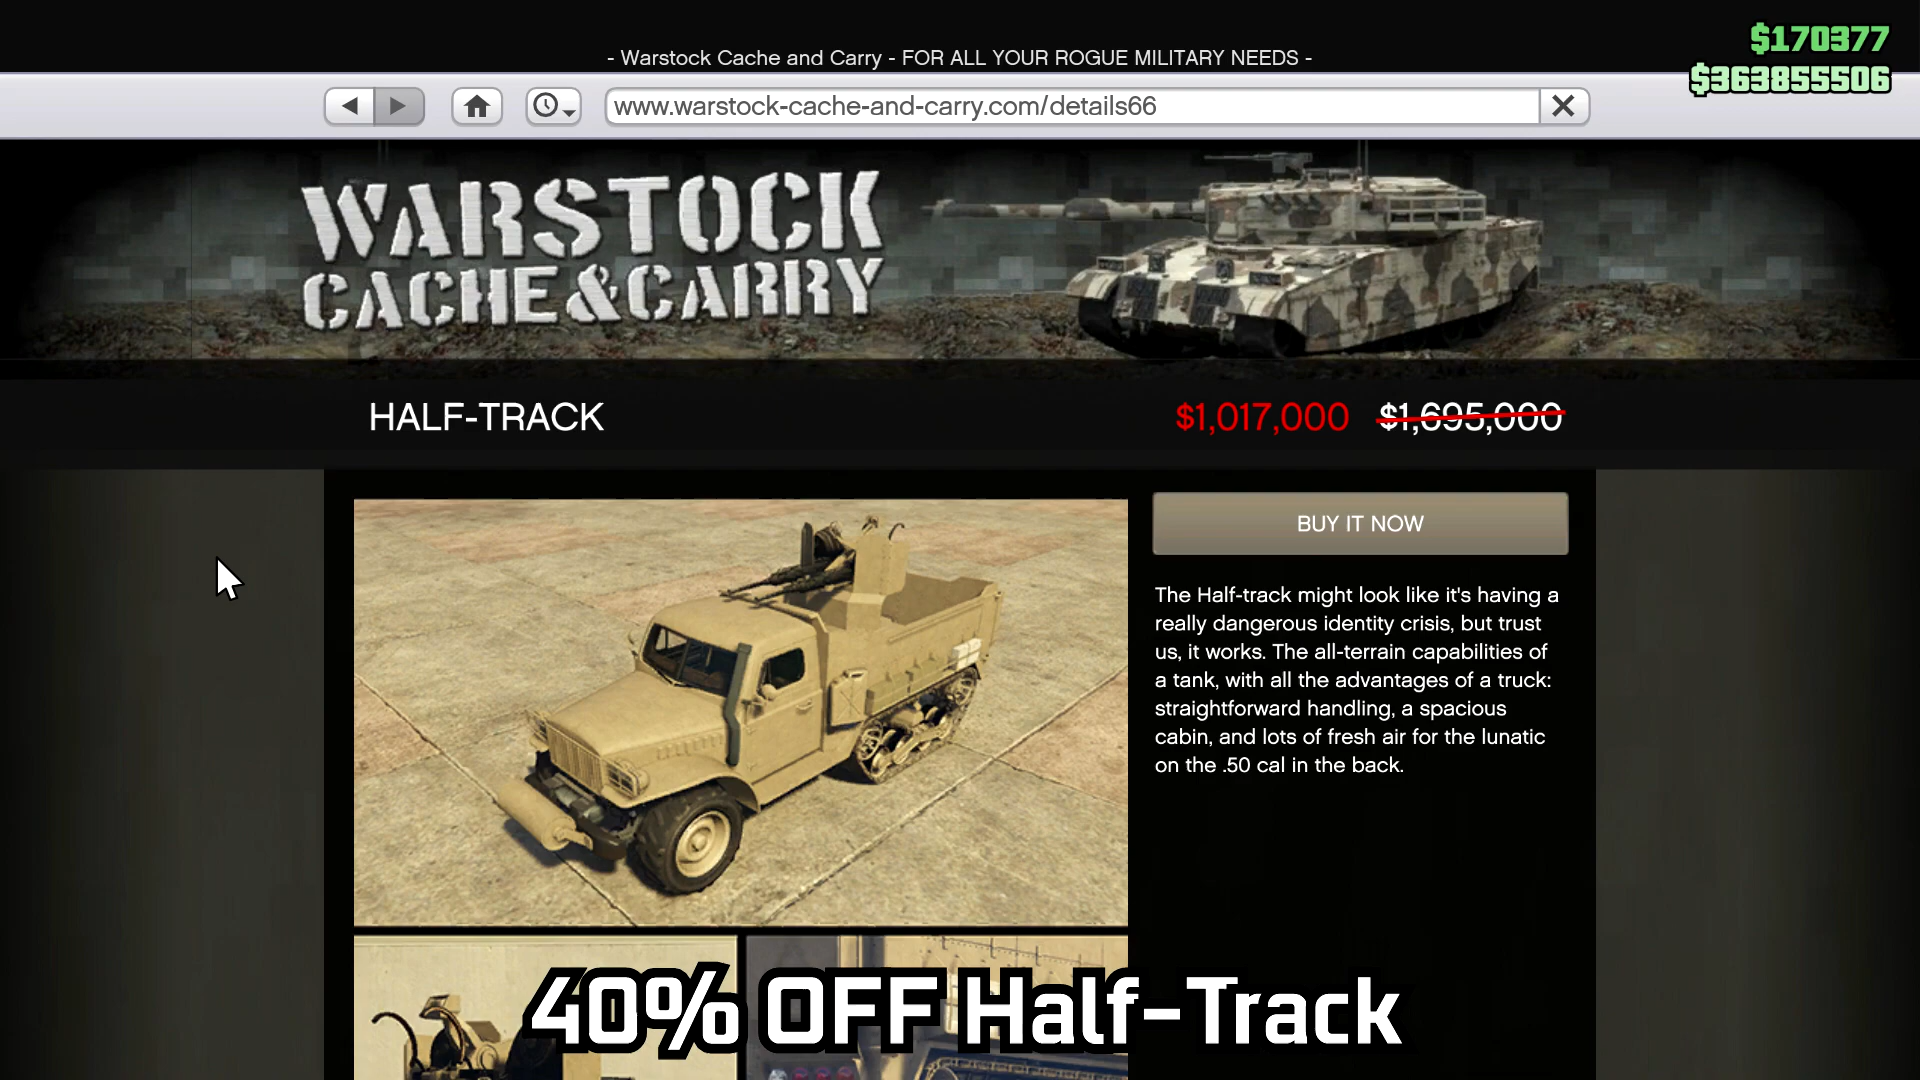 - Warstock Cache and Carry - FOR ALL YOUR ROGUE MILITARY NEEDS -
$170377
$363855506
www.warstock-cache-and-carry.com/details66
WARSTOCK
CACHE & CARRY
HALF-TRACK
$1,017,000 $1,695,000
BUY IT NOW
The Half-track might look like it's having a
really dangerous identity crisis, but trust
us, it works. The all-terrain capabilities of
a tank, with all the advantages of a truck:
straightforward handling, a spacious
cabin, and lots of fresh air for the lunatic
on the .50 cal in the back.
40% OFF Half-Track